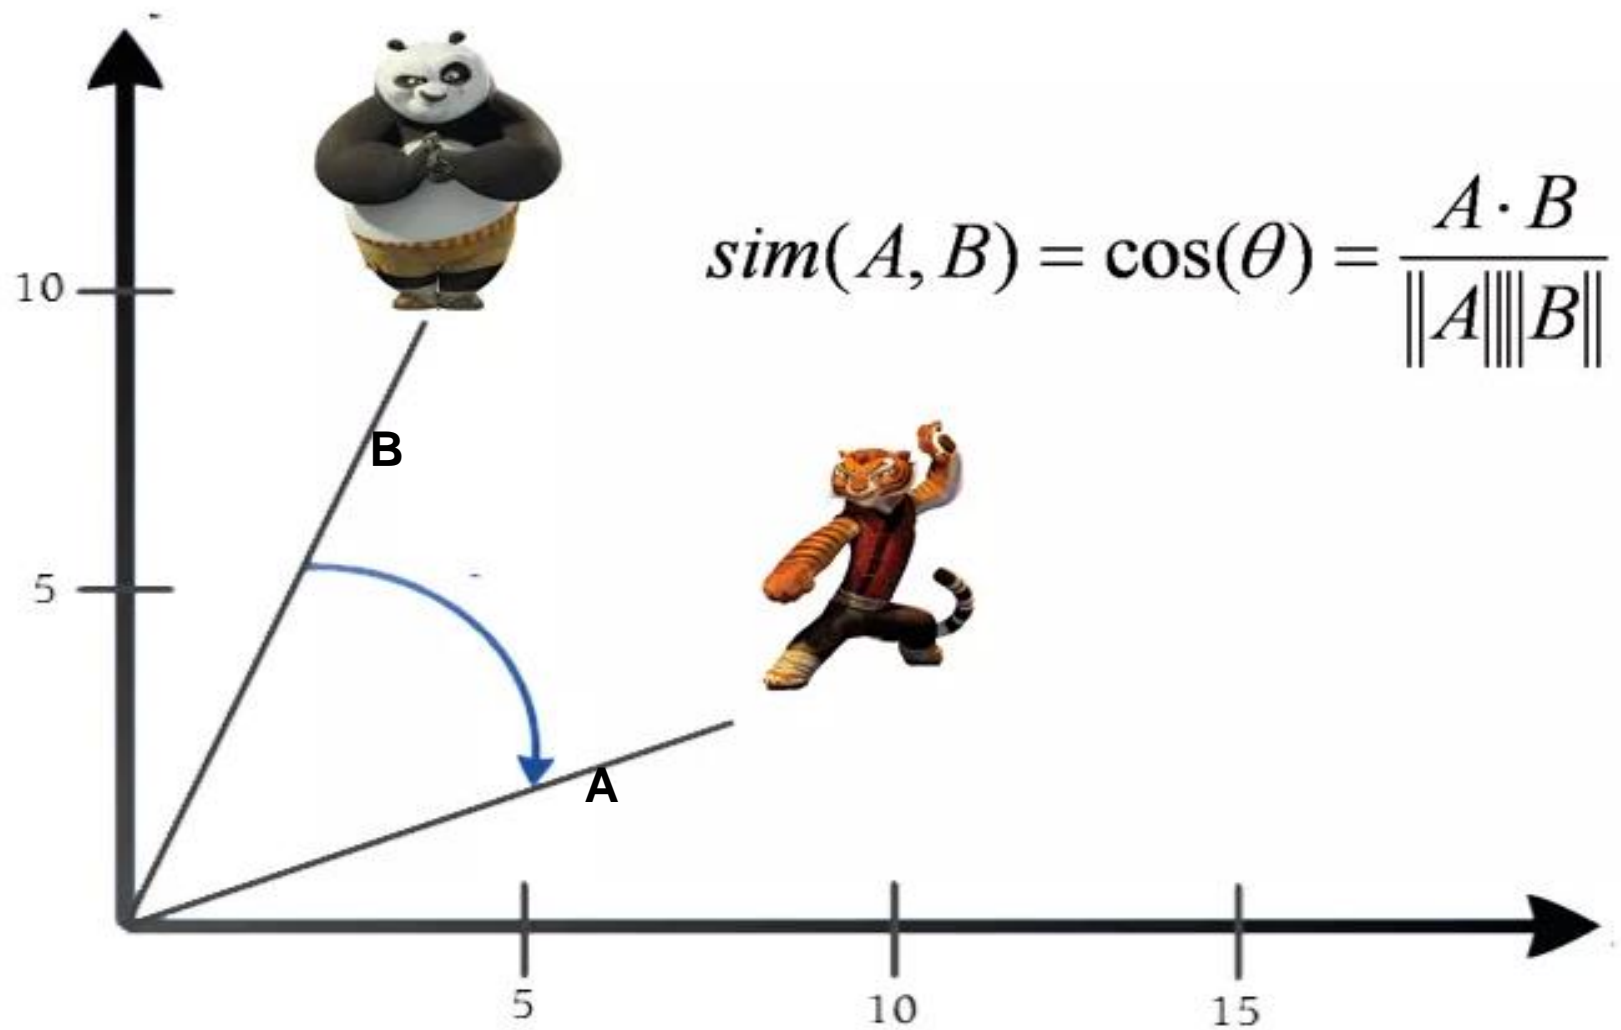 10
sim(A, B) = cos(θ) = A · B / ‖A‖‖B‖
B
5
A
5 10 15